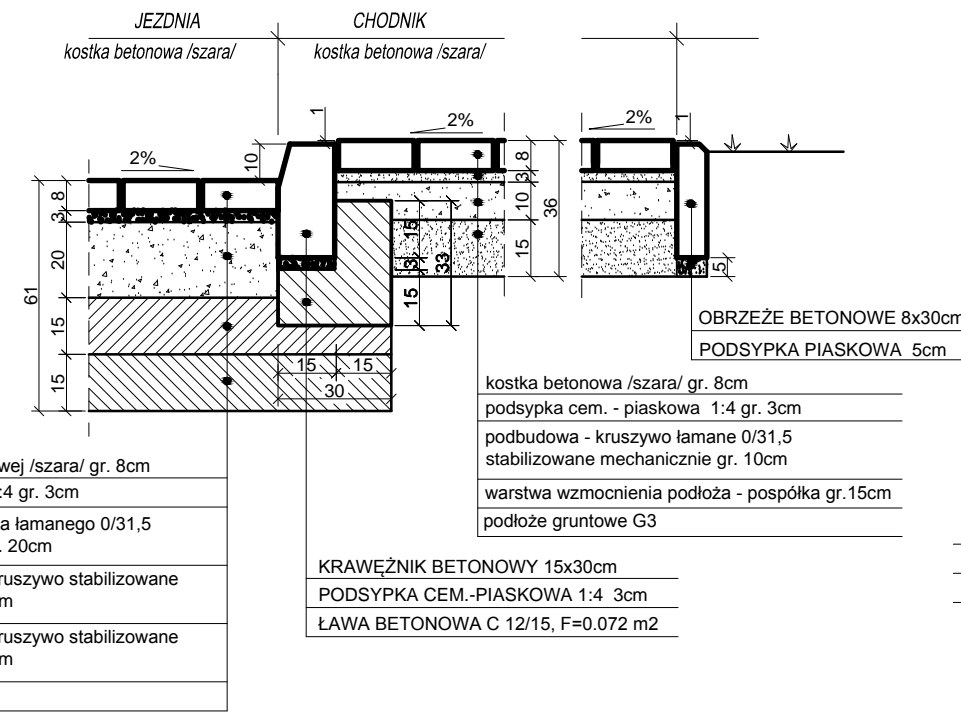 JEZDNIA
kostka betonowa /szara/
CHODNIK
kostka betonowa /szara/
1
2%
2%
1
2%
10
8
3
10
15
36
8
3
20
15
15
61
15
3
15
33
5
15
15
30
OBRZEŻE BETONOWE 8x30cm
PODSYPKA PIASKOWA 5cm
kostka betonowa /szara/ gr. 8cm
podsypka cem. - piaskowa 1:4 gr. 3cm
podbudowa - kruszywo łamane 0/31,5
stabilizowane mechanicznie gr. 10cm
warstwa wzmocnienia podłoża - pospółka gr.15cm
podłoże gruntowe G3
wej /szara/ gr. 8cm
:4 gr. 3cm
a łamanego 0/31,5
. 20cm
ruszywo stabilizowane
m
ruszywo stabilizowane
m
KRAWĘŻNIK BETONOWY 15x30cm
PODSYPKA CEM.-PIASKOWA 1:4 3cm
ŁAWA BETONOWA C 12/15, F=0.072 m2